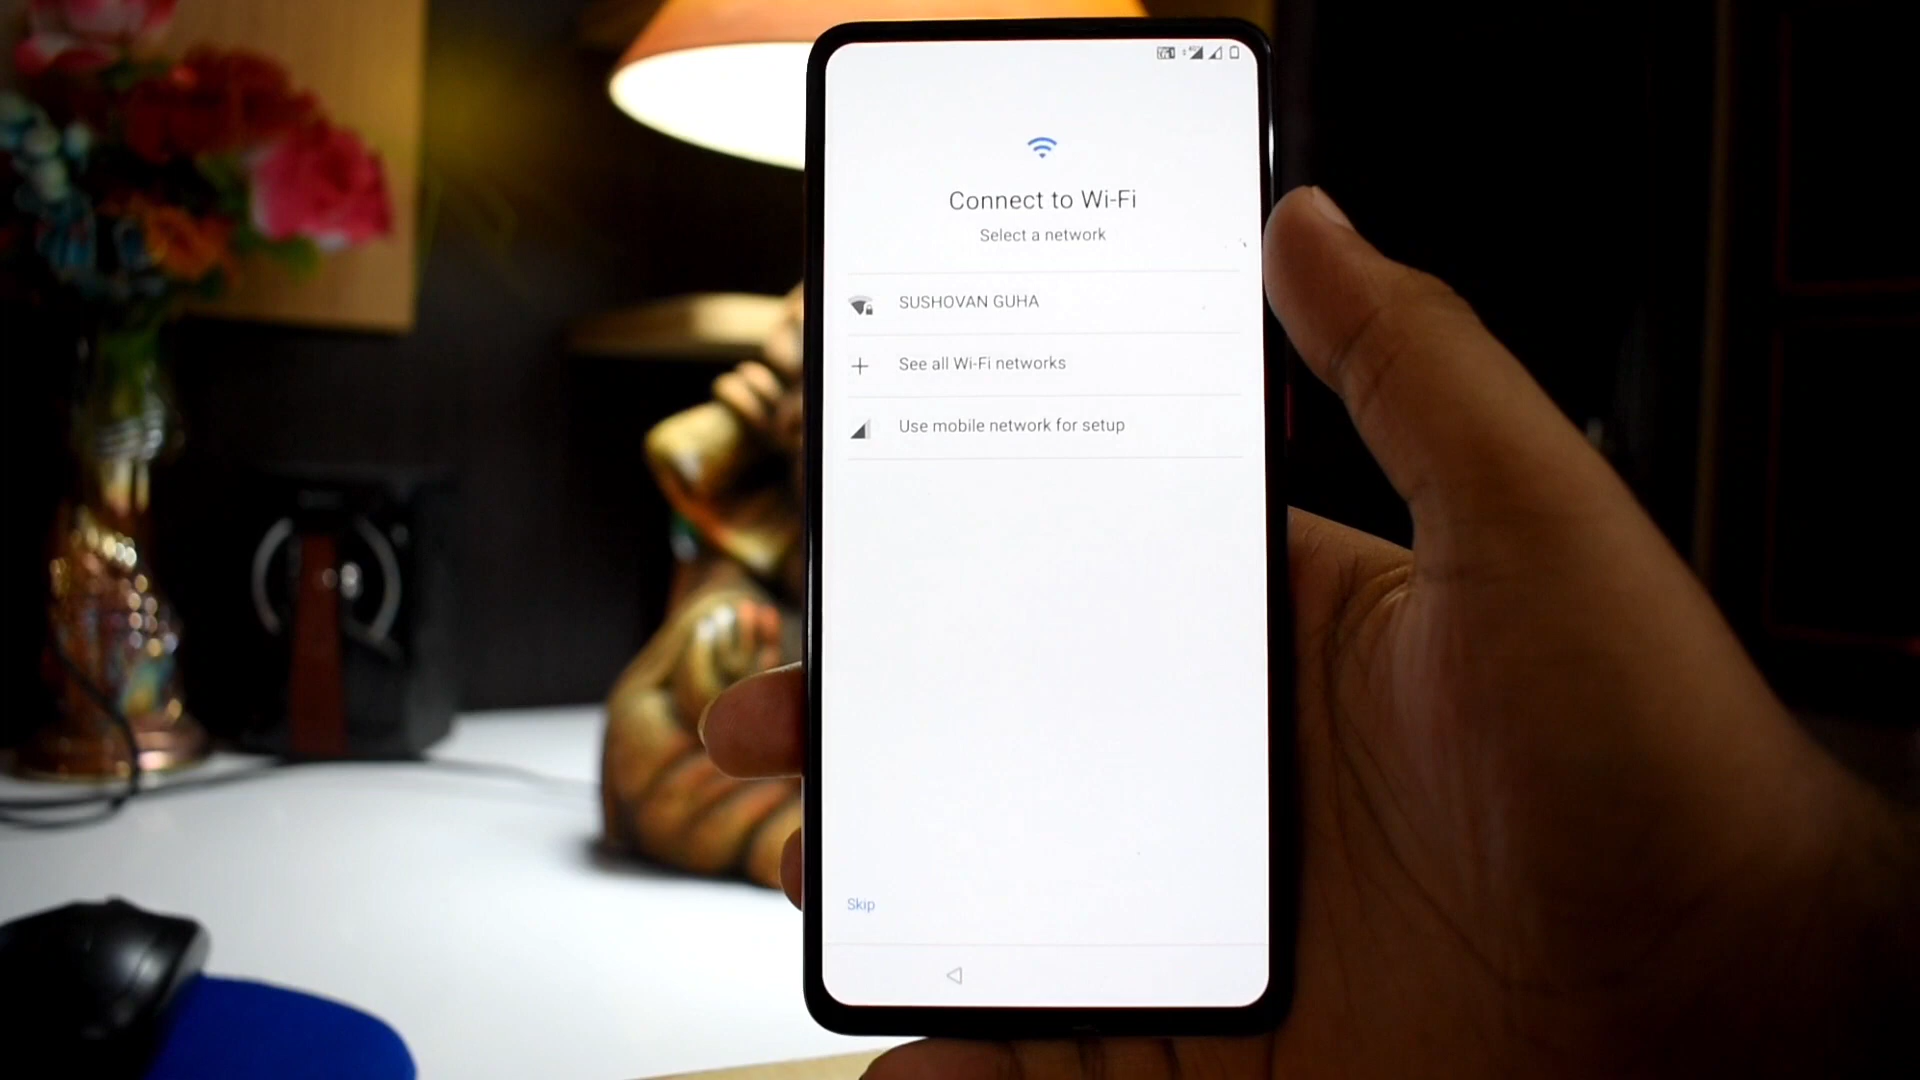 Connect to Wi-Fi
Select a network
SUSHOVAN GUHA
See all Wi-Fi networks
Use mobile network for setup
Skip